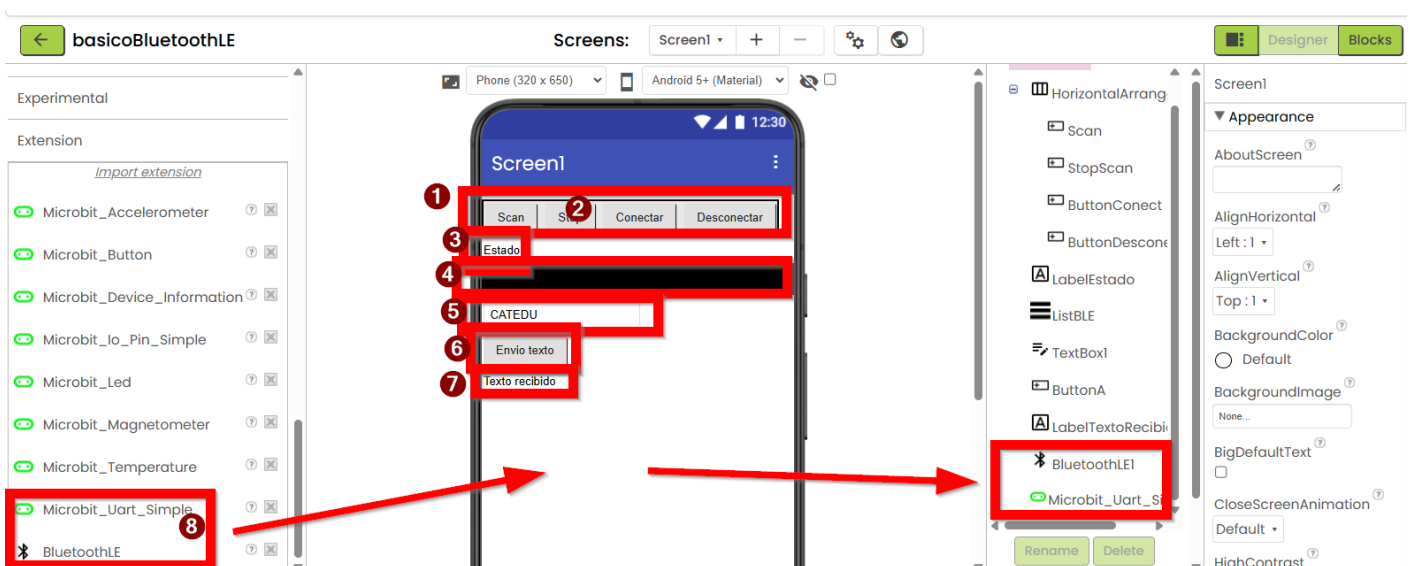 basicoBluetoothLE
Screens:
Screen1
Designer
Blocks
Experimental
Extension
Import extension
Microbit_Accelerometer
Microbit_Button
Microbit_Device_Information
Microbit_Io_Pin_Simple
Microbit_Led
Microbit_Magnetometer
Microbit_Temperature
Microbit_Uart_Simple
8
BluetoothLE
Phone (320 x 650)
Android 5+ (Material)
12:30
Screen1
1
2
Scan
Conectar
Desconectar
3
Estado
4
5
CATEDU
6
Envio texto
7
Texto recibido
HorizontalArrang
Scan
StopScan
ButtonConect
ButtonDescone
LabelEstado
ListBLE
TextBox1
ButtonA
LabelTextoRecibi
BluetoothLE1
Microbit_Uart_Si
Rename
Delete
Screen1
Appearance
AboutScreen
AlignHorizontal
Left : 1
AlignVertical
Top : 1
BackgroundColor
Default
BackgroundImage
None...
BigDefaultText
CloseScreenAnimation
Default
HighContrast